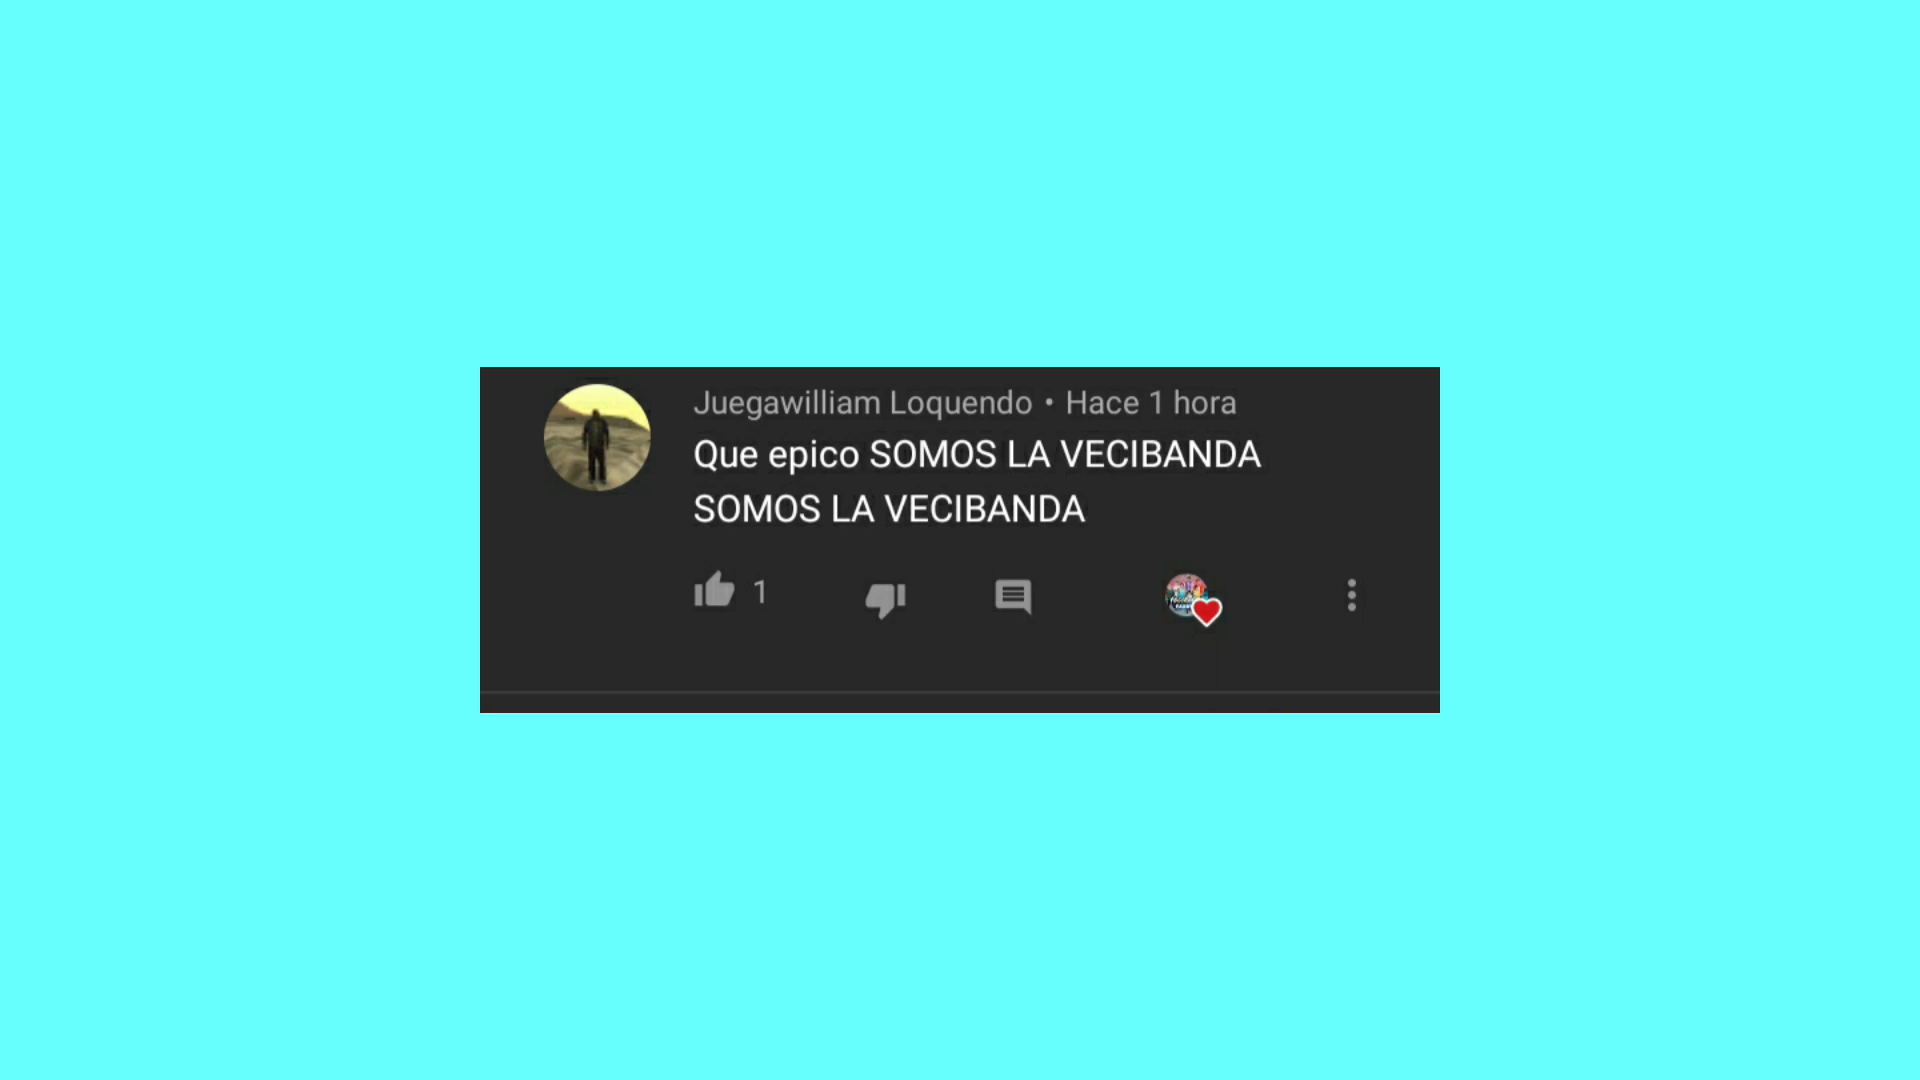 Juegawilliam Loquendo • Hace 1 hora
Que epico SOMOS LA VECIBANDA
SOMOS LA VECIBANDA
1